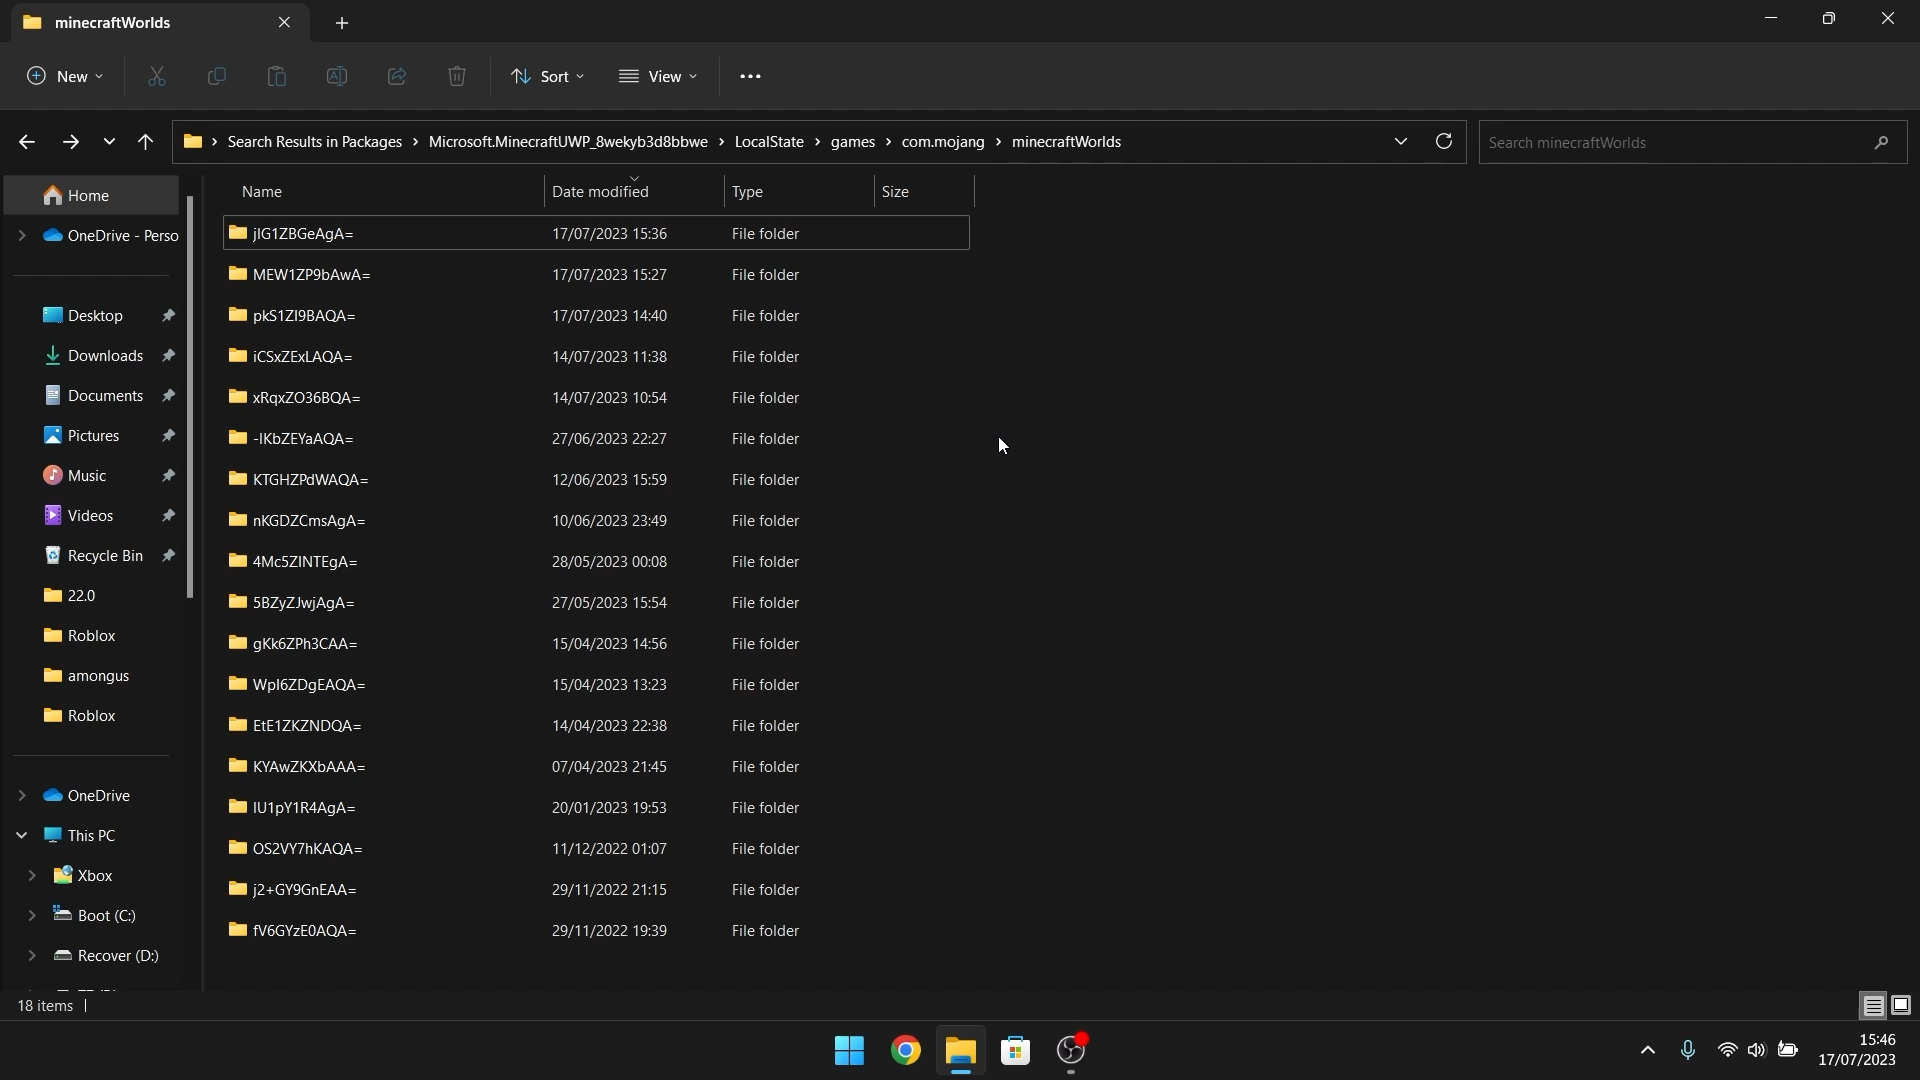 minecraftWorlds
New
Sort
View
Search Results in Packages > Microsoft.MinecraftUWP_8wekyb3d8bbwe > LocalState > games > com.mojang > minecraftWorlds
Search minecraftWorlds
Name Date modified Type Size
Home
OneDrive - Perso
Desktop
Downloads
Documents
Pictures
Music
Videos
Recycle Bin
22.0
Roblox
amongus
Roblox
OneDrive
This PC
Xbox
Boot (C:)
Recover (D:)
jlG1ZBGeAgA= 17/07/2023 15:36 File folder
MEW1ZP9bAwA= 17/07/2023 15:27 File folder
pkS1ZI9BAQA= 17/07/2023 14:40 File folder
iCSxZExLAQA= 14/07/2023 11:38 File folder
xRqxZO36BQA= 14/07/2023 10:54 File folder
-IKbZEYaAQA= 27/06/2023 22:27 File folder
KTGHZPdWAQA= 12/06/2023 15:59 File folder
nKGDZCmsAgA= 10/06/2023 23:49 File folder
4Mc5ZINTEgA= 28/05/2023 00:08 File folder
5BZyZJwjAgA= 27/05/2023 15:54 File folder
gKk6ZPh3CAA= 15/04/2023 14:56 File folder
Wpl6ZDgEAQA= 15/04/2023 13:23 File folder
EtE1ZKZNDQA= 14/04/2023 22:38 File folder
KYAwZKXbAAA= 07/04/2023 21:45 File folder
IU1pY1R4AgA= 20/01/2023 19:53 File folder
OS2VY7hKAQA= 11/12/2022 01:07 File folder
j2+GY9GnEAA= 29/11/2022 21:15 File folder
fV6GYzE0AQA= 29/11/2022 19:39 File folder
18 items
15:46
17/07/2023